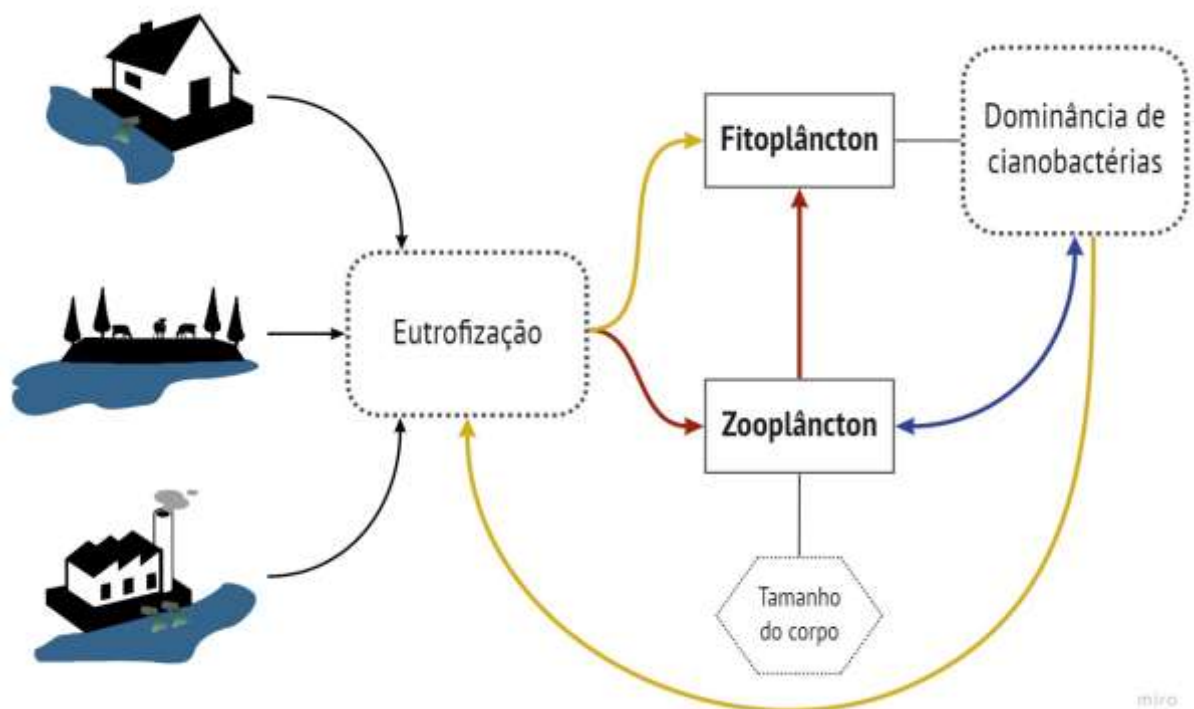 Fitoplâncton
Dominância de
cianobactérias
Eutrofização
Zooplâncton
Tamanho
do corpo
miro